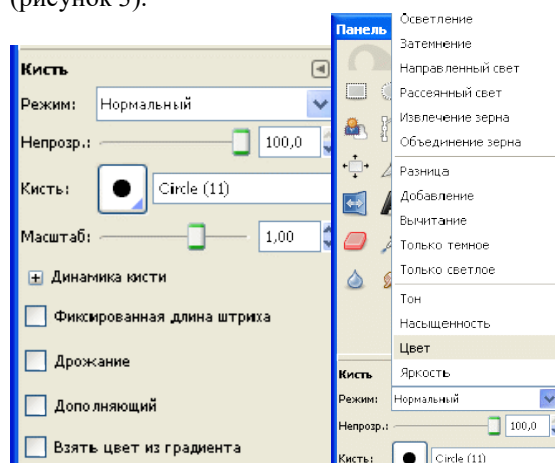 (рисунок 3).
Кисть
Режим: Нормальный
Непрозр.: 100,0
Кисть: Circle (11)
Масштаб: 1,00
Динамика кисти
Фиксированная длина штриха
Дрожание
Дополняющий
Взять цвет из градиента
Панель
Осветление
Затемнение
Направленный свет
Рассеянный свет
Извлечение зерна
Объединение зерна
Разница
Добавление
Вычитание
Только темное
Только светлое
Тон
Насыщенность
Цвет
Яркость
Кисть
Режим: Нормальный
Непрозр.: 100,0
Кисть: Circle (11)